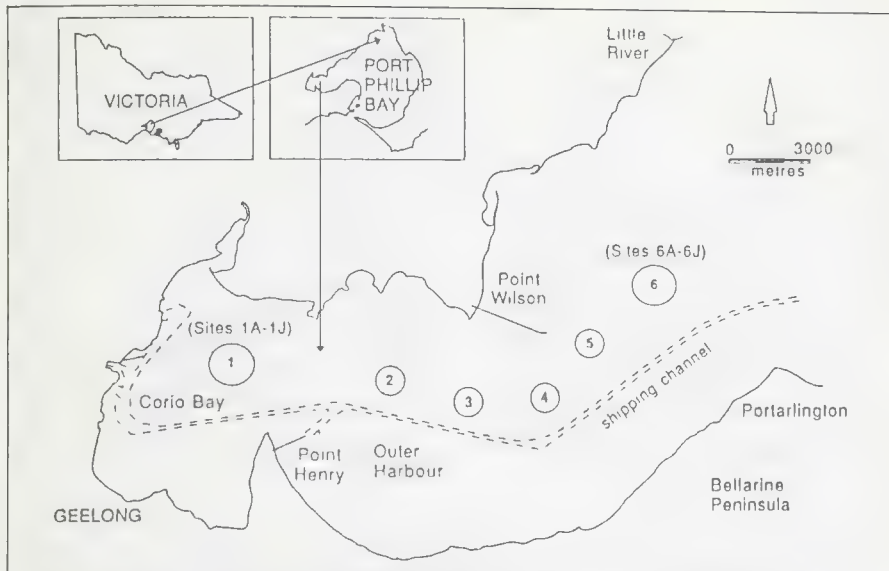 VICTORIA
PORT
PHILLIP
BAY
Little
River
0 3000
metres
(Sites 6A-6J)
6
Point
Wilson
(Sites 1A-1J)
1
5
2
3
4
shipping channel
Corio Bay
Portarlington
Point
Henry
Outer
Harbour
Bellarine
Peninsula
GEELONG